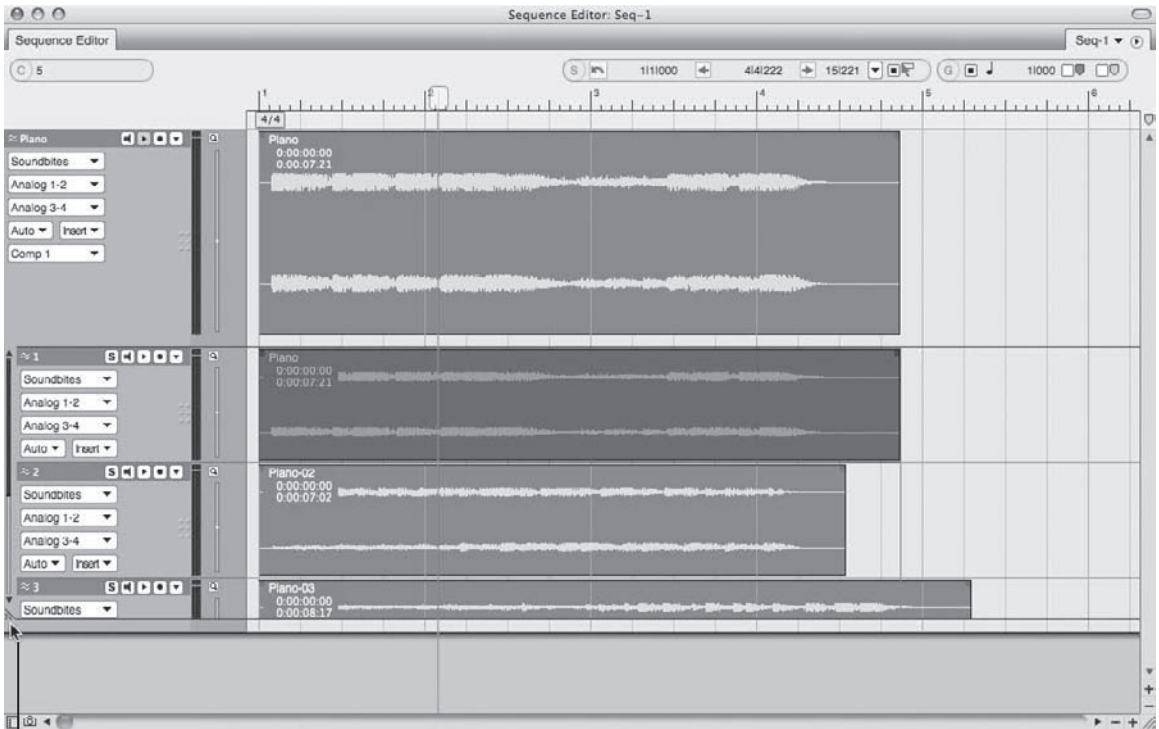 Sequence Editor: Seq-1
Sequence Editor
Seq-1
C 5
S 1|1|000 4|4|222 15|221 G 1|000
1 2 3 4 5 6
4/4
Piano
Soundbites
Analog 1-2
Analog 3-4
Auto Insert
Comp 1
Piano
0:00:00:00
0:00:07:21
1 S
Soundbites
Analog 1-2
Analog 3-4
Auto Insert
Piano
0:00:00:00
0:00:07:21
2 S
Soundbites
Analog 1-2
Analog 3-4
Auto Insert
Piano-02
0:00:00:00
0:00:07:02
3 S
Soundbites
Piano-03
0:00:00:00
0:00:08:17